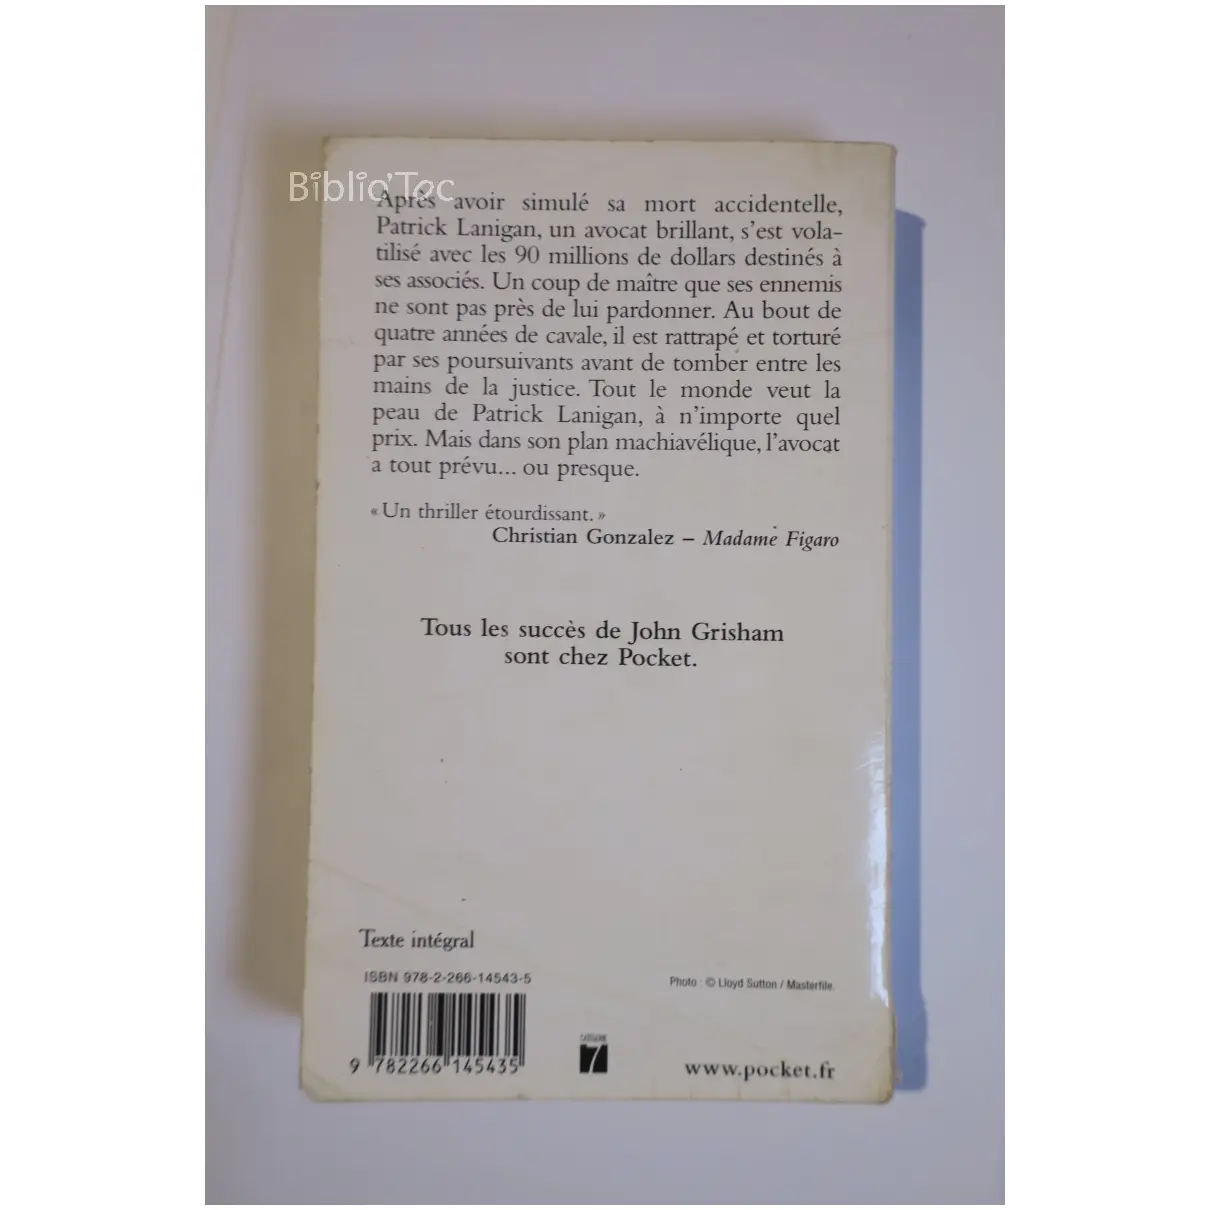 Biblio'Tec
Après avoir simulé sa mort accidentelle,
Patrick Lanigan, un avocat brillant, s'est vola-
tilisé avec les 90 millions de dollars destinés à
ses associés. Un coup de maître que ses ennemis
ne sont pas près de lui pardonner. Au bout de
quatre années de cavale, il est rattrapé et torturé
par ses poursuivants avant de tomber entre les
mains de la justice. Tout le monde veut la
peau de Patrick Lanigan, à n'importe quel
prix. Mais dans son plan machiavélique, l'avocat
a tout prévu... ou presque.
« Un thriller étourdissant. »
Christian Gonzalez – Madame Figaro
Tous les succès de John Grisham
sont chez Pocket.
Texte intégral
ISBN 978-2-266-14543-5
Photo : © Lloyd Sutton / Masterfile.
9 782266 145435
CATÉGORIE
7
www.pocket.fr